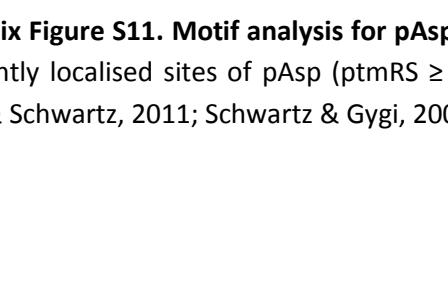 ix Figure S11. Motif analysis for pAsp
ntly localised sites of pAsp (ptmRS ≥
Schwartz, 2011; Schwartz & Gygi, 200